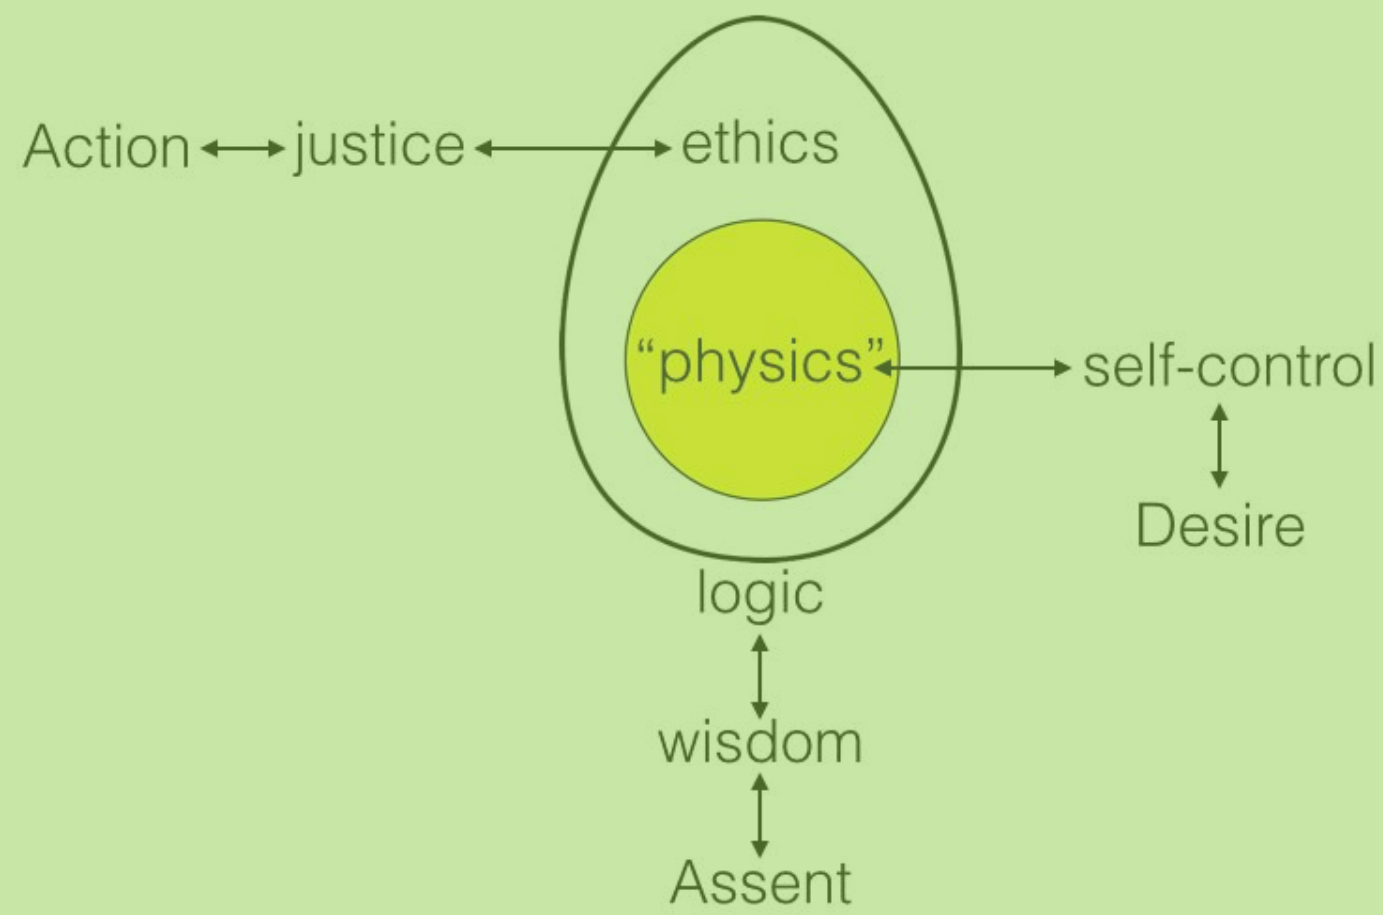 Action justice ethics
“physics” self-control
Desire
logic
wisdom
Assent